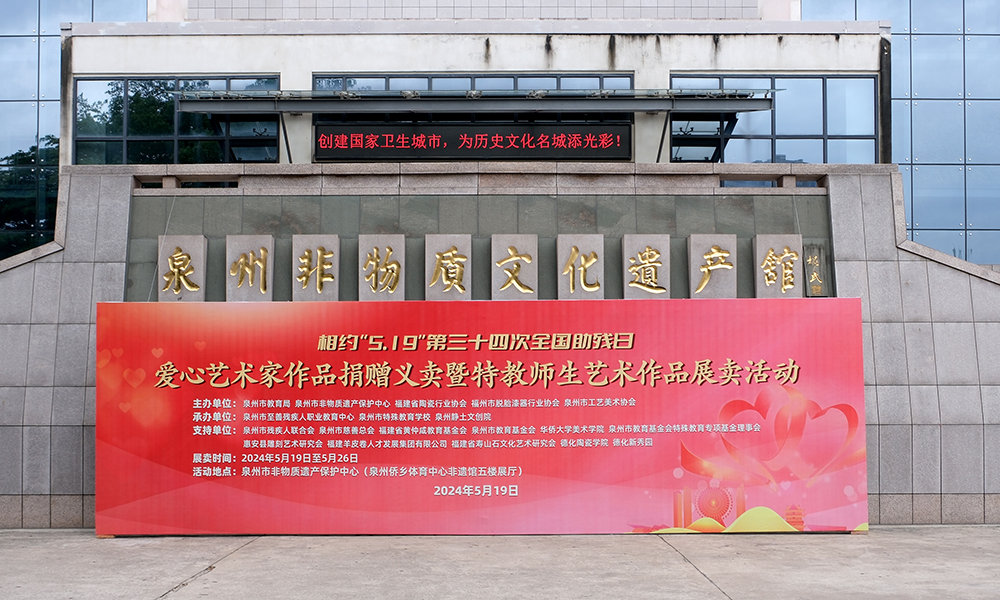 创建国家卫生城市，为历史文化名城添光彩！
泉州非物质文化遗产館
相约“5.19”第三十四次全国助残日
爱心艺术家作品捐赠义卖暨特教师生艺术作品展卖活动
主办单位：泉州市教育局 泉州市非物质遗产保护中心 福建省陶瓷行业协会 福州市脱胎漆器行业协会 泉州市工艺美术协会
承办单位：泉州市至善残疾人职业教育中心 泉州市特殊教育学校 泉州静土文创院
支持单位：泉州市残疾人联合会 泉州市慈善总会 福建省黄仲咸教育基金会 泉州市教育基金会 华侨大学美术学院 泉州市教育基金会特殊教育专项基金理事会
惠安县雕刻艺术研究会 福建羊皮卷人才发展集团有限公司 福建省寿山石文化艺术研究会 德化陶瓷学院 德化新秀园
展卖时间：2024年5月19日至5月26日
活动地点：泉州市非物质遗产保护中心（泉州侨乡体育中心非遗馆五楼展厅）
2024年5月19日